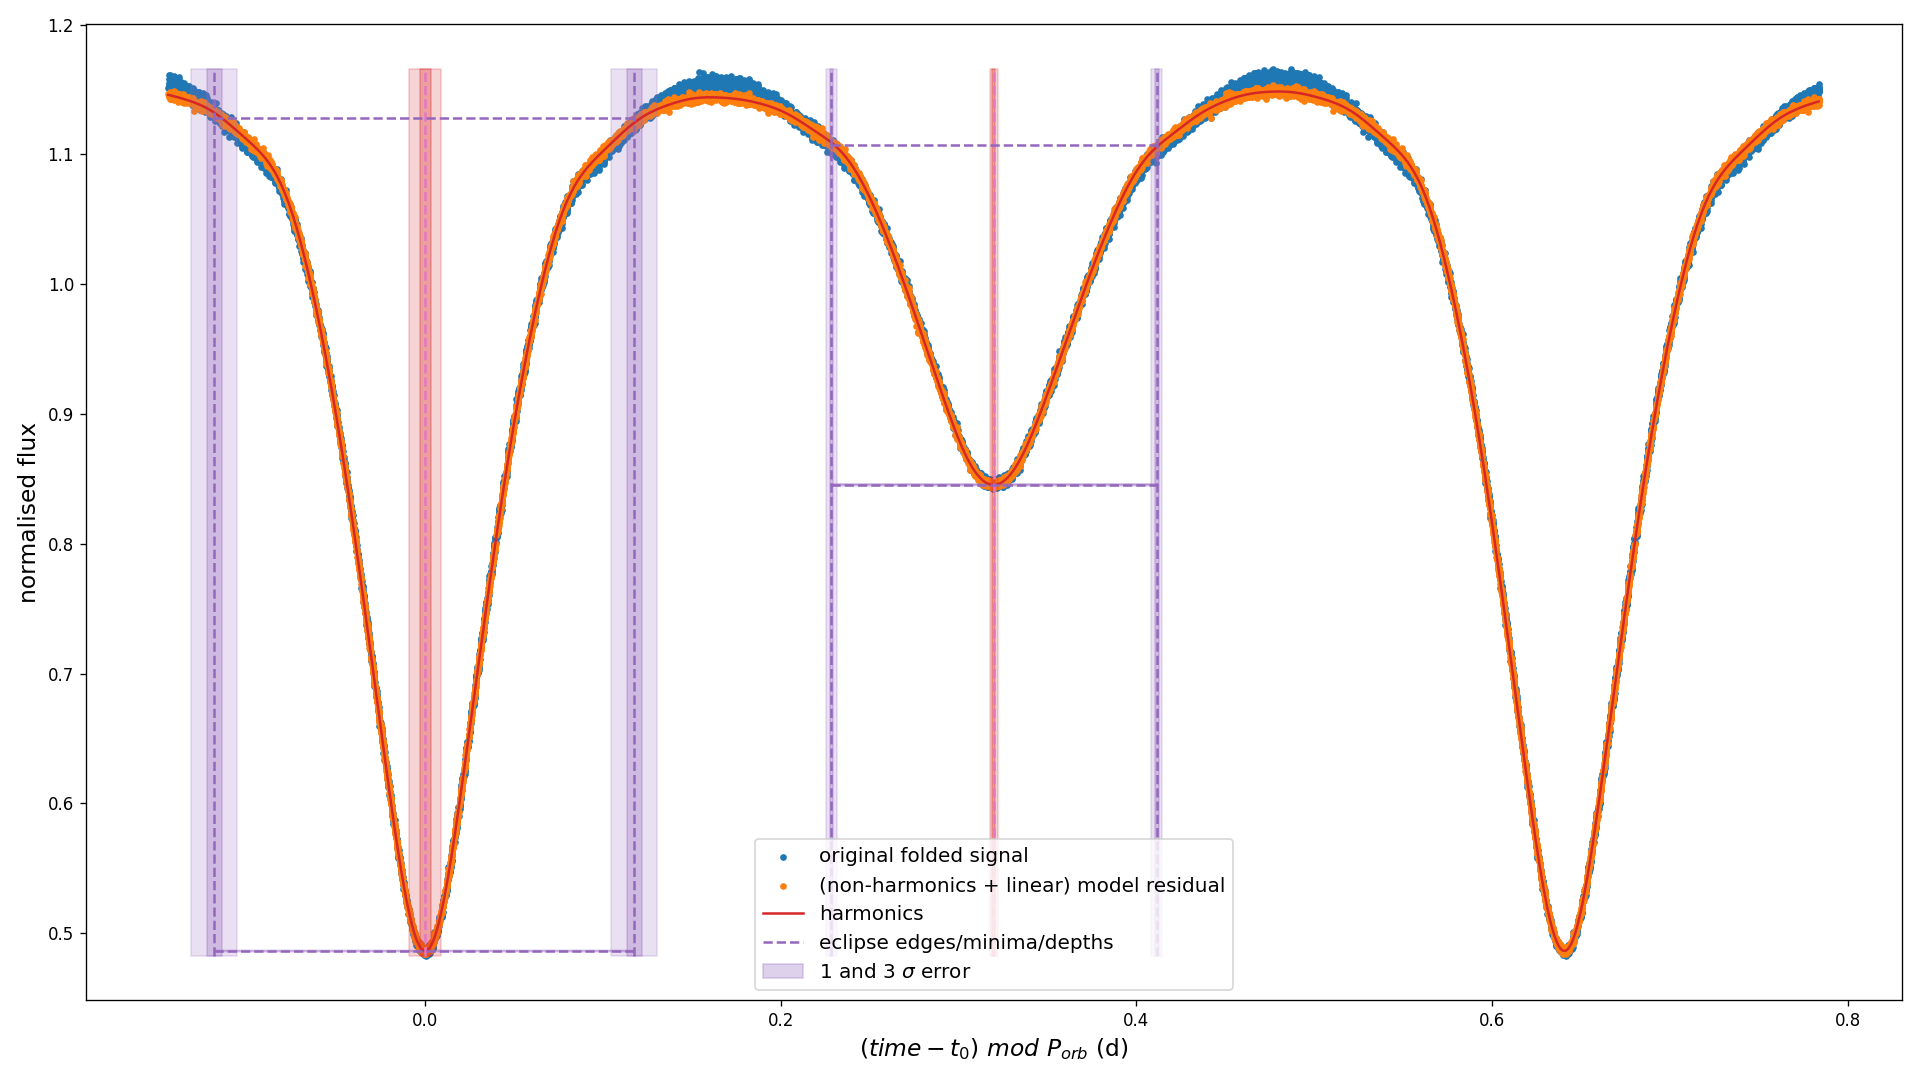 1.2
1.1
1.0
0.9
0.8
0.7
0.6
0.5
normalised flux
original folded signal
(non-harmonics + linear) model residual
harmonics
eclipse edges/minima/depths
1 and 3 σ error
0.0 0.2 0.4 0.6 0.8
(time − t₀) mod Pₒᵣb (d)